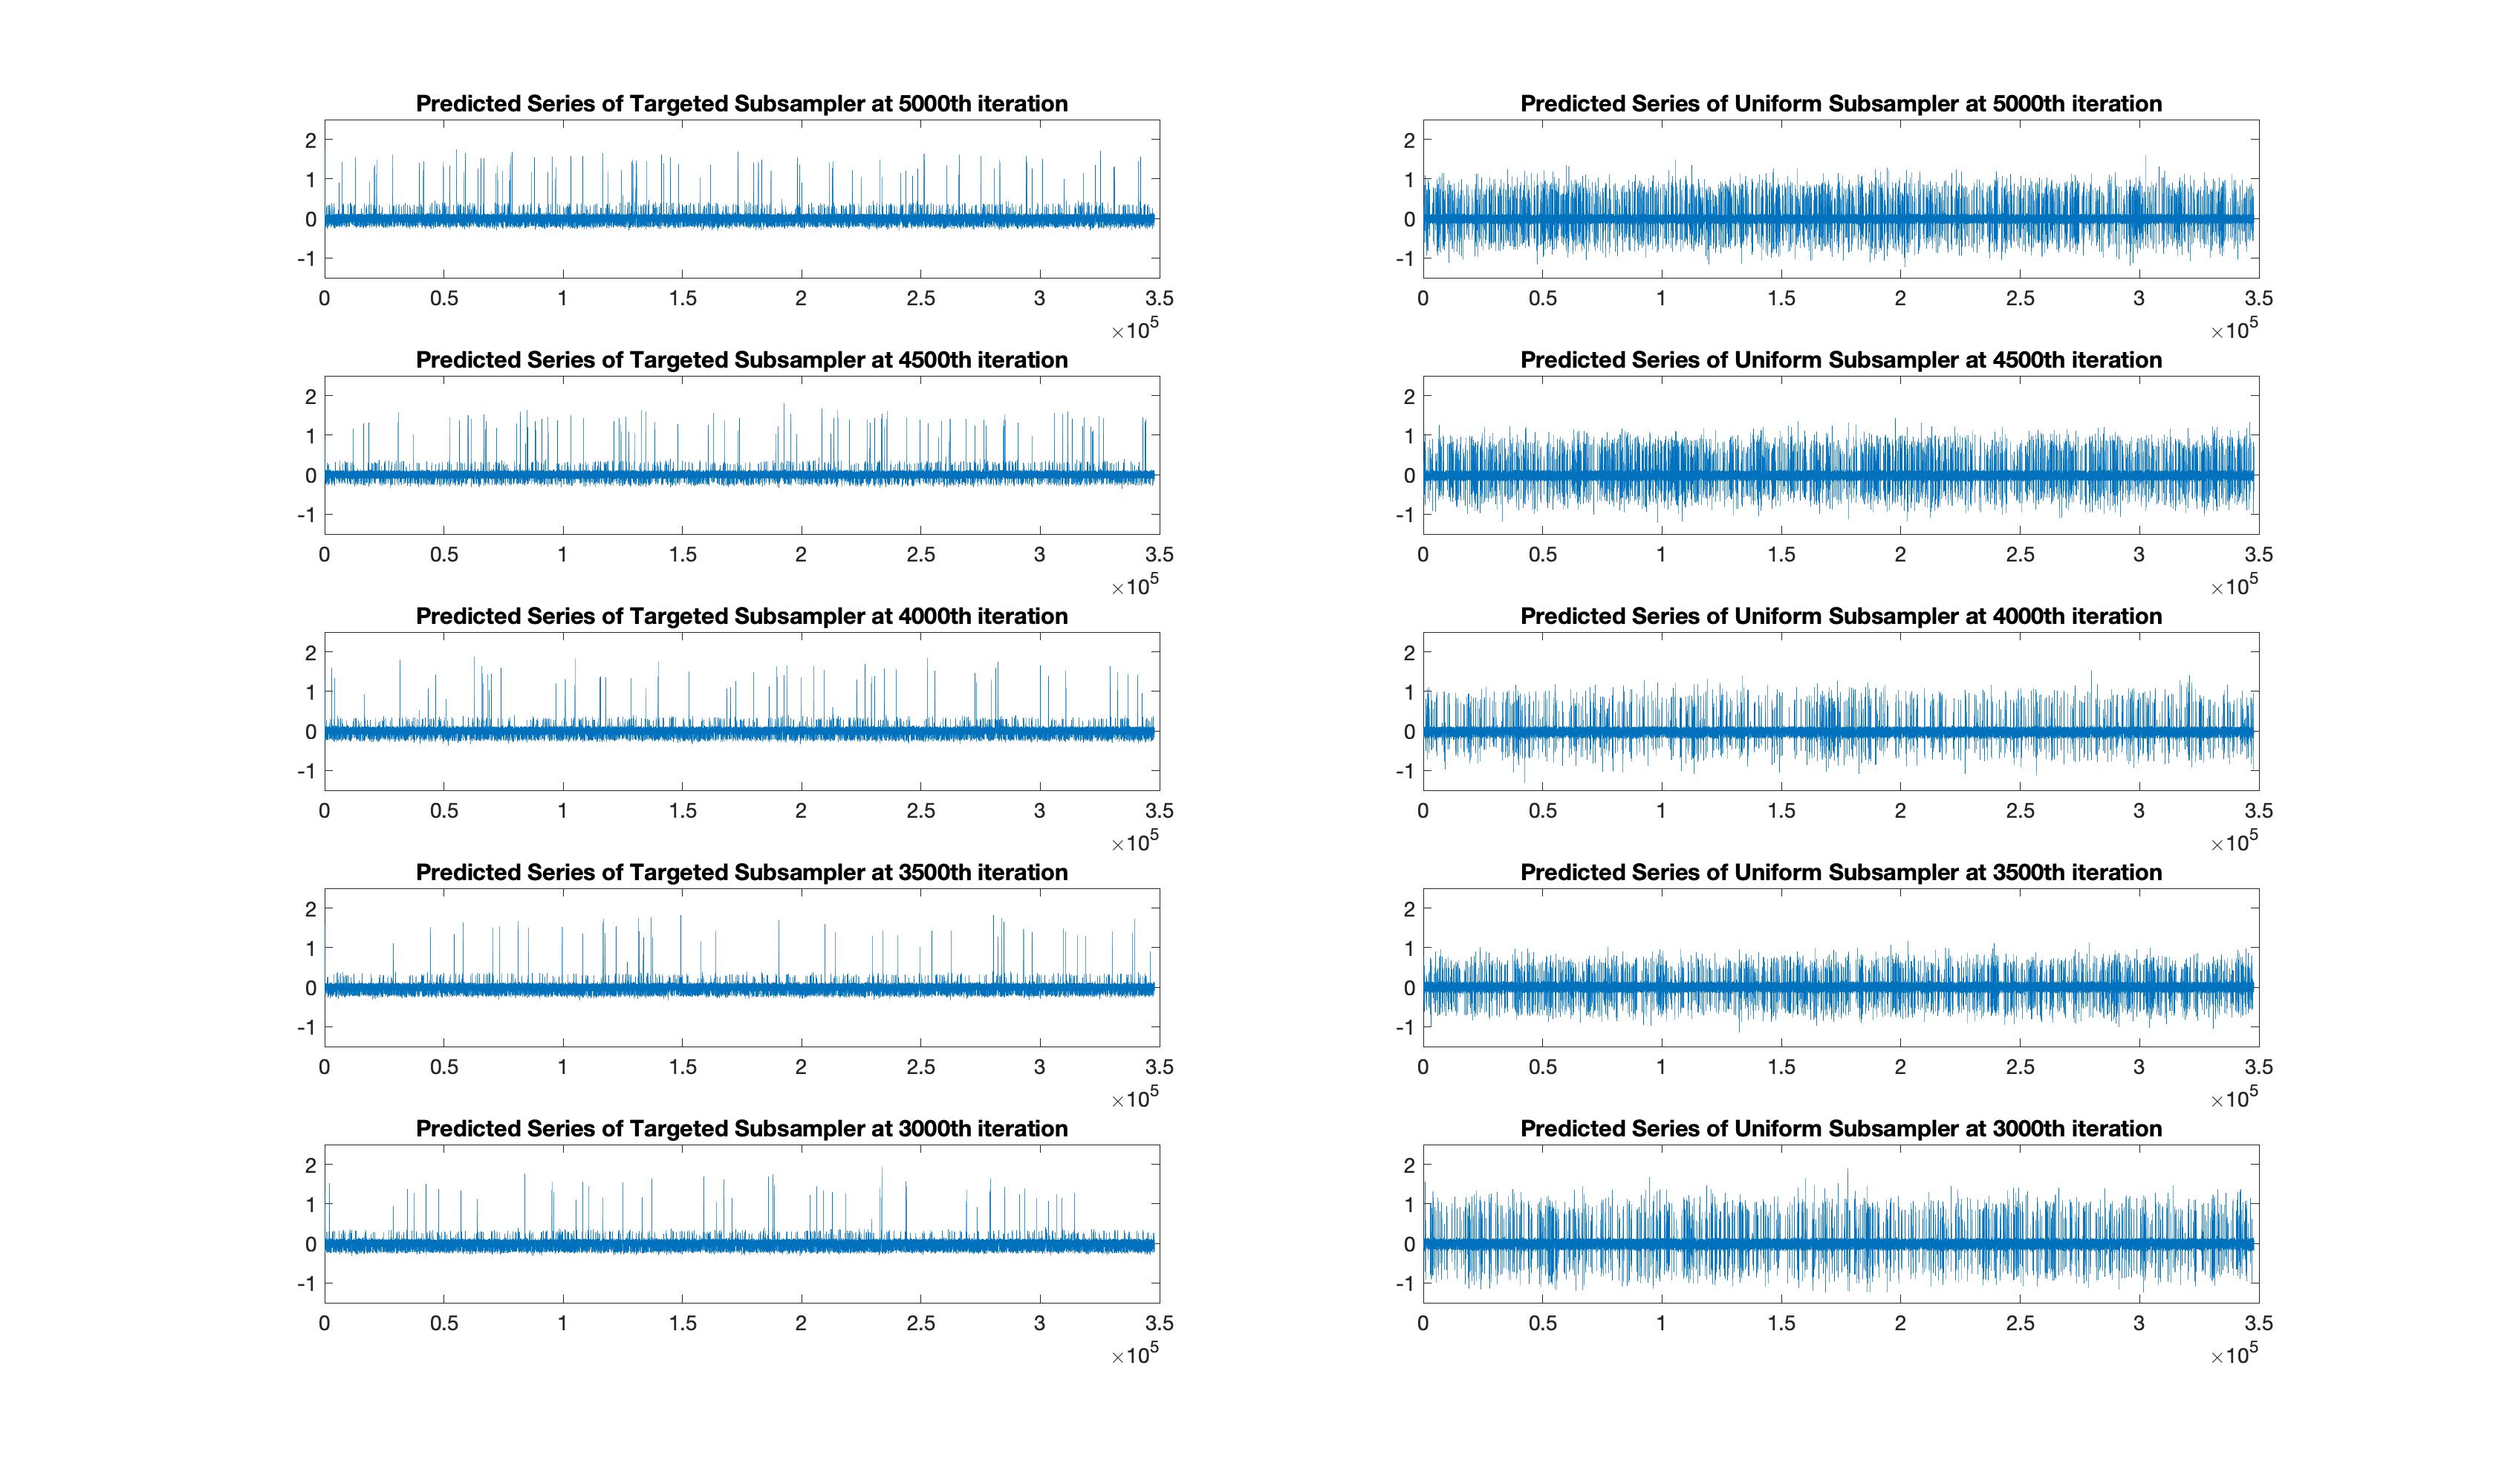 Predicted Series of Targeted Subsampler at 5000th iteration
2
1
0
-1
0 0.5 1 1.5 2 2.5 3 3.5
×10^5
Predicted Series of Uniform Subsampler at 5000th iteration
2
1
0
-1
0 0.5 1 1.5 2 2.5 3 3.5
×10^5
Predicted Series of Targeted Subsampler at 4500th iteration
2
1
0
-1
0 0.5 1 1.5 2 2.5 3 3.5
×10^5
Predicted Series of Uniform Subsampler at 4500th iteration
2
1
0
-1
0 0.5 1 1.5 2 2.5 3 3.5
×10^5
Predicted Series of Targeted Subsampler at 4000th iteration
2
1
0
-1
0 0.5 1 1.5 2 2.5 3 3.5
×10^5
Predicted Series of Uniform Subsampler at 4000th iteration
2
1
0
-1
0 0.5 1 1.5 2 2.5 3 3.5
×10^5
Predicted Series of Targeted Subsampler at 3500th iteration
2
1
0
-1
0 0.5 1 1.5 2 2.5 3 3.5
×10^5
Predicted Series of Uniform Subsampler at 3500th iteration
2
1
0
-1
0 0.5 1 1.5 2 2.5 3 3.5
×10^5
Predicted Series of Targeted Subsampler at 3000th iteration
2
1
0
-1
0 0.5 1 1.5 2 2.5 3 3.5
×10^5
Predicted Series of Uniform Subsampler at 3000th iteration
2
1
0
-1
0 0.5 1 1.5 2 2.5 3 3.5
×10^5